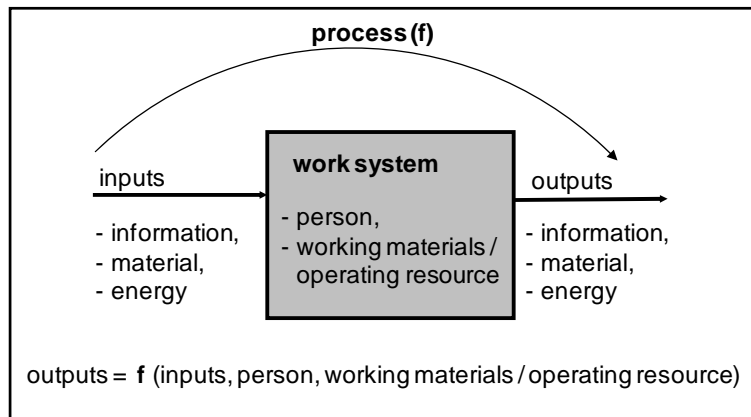 process (f)
inputs
- information,
- material,
- energy
work system
- person,
- working materials /
operating resource
outputs
- information,
- material,
- energy
outputs = f (inputs, person, working materials / operating resource)